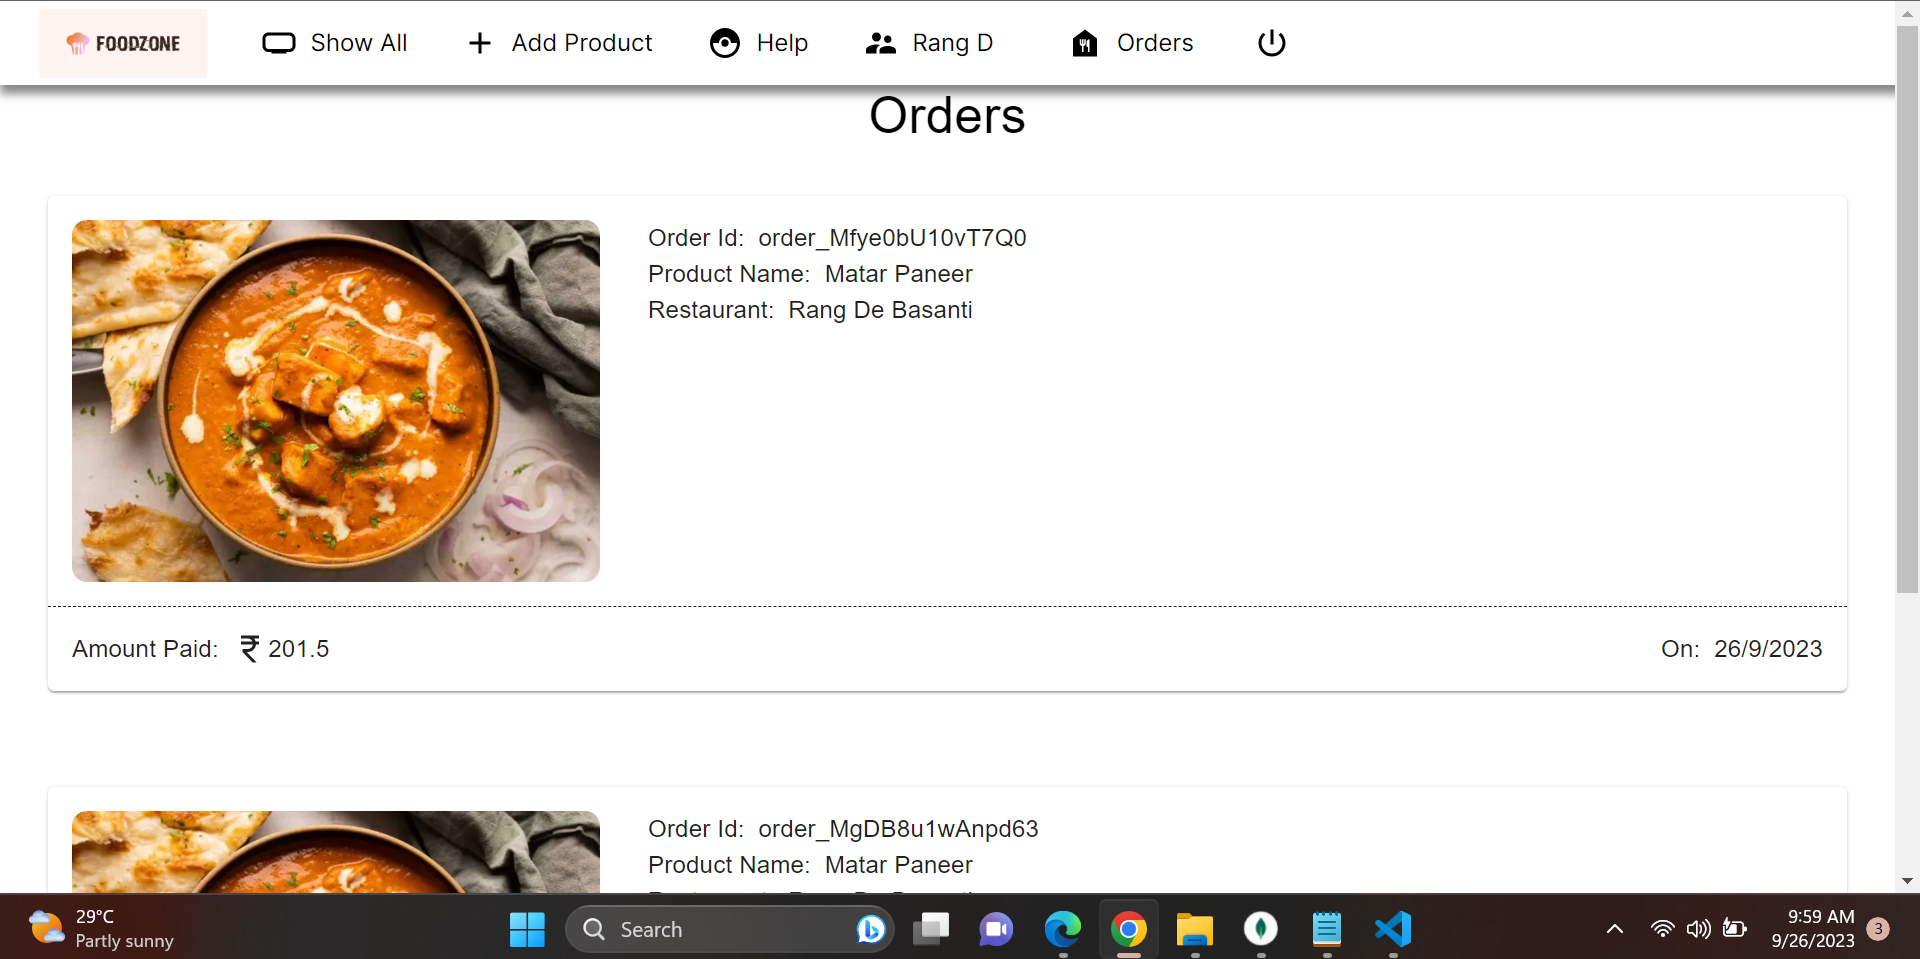 FOODZONE
Show All
Add Product
Help
Rang D
Orders
Orders
Order Id: order_Mfye0bU10vT7Q0
Product Name: Matar Paneer
Restaurant: Rang De Basanti
Amount Paid: ₹ 201.5
On: 26/9/2023
Order Id: order_MgDB8u1wAnpd63
Product Name: Matar Paneer
29°C
Partly sunny
Search
9:59 AM
9/26/2023
3